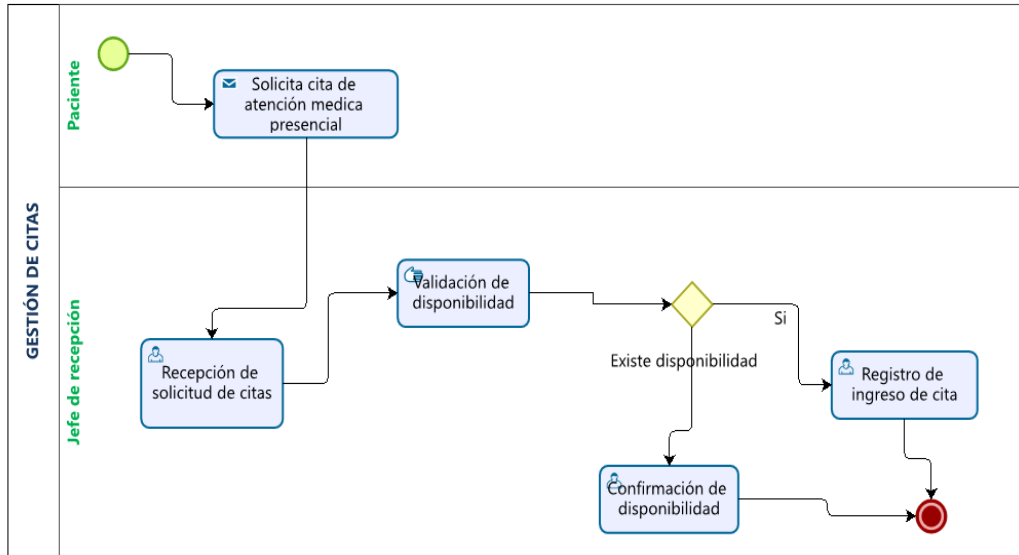 GESTIÓN DE CITAS
Paciente
Solicita cita de
atención medica
presencial
Jefe de recepción
Recepción de
solicitud de citas
Validación de
disponibilidad
Existe disponibilidad
Si
Registro de
ingreso de cita
Confirmación de
disponibilidad